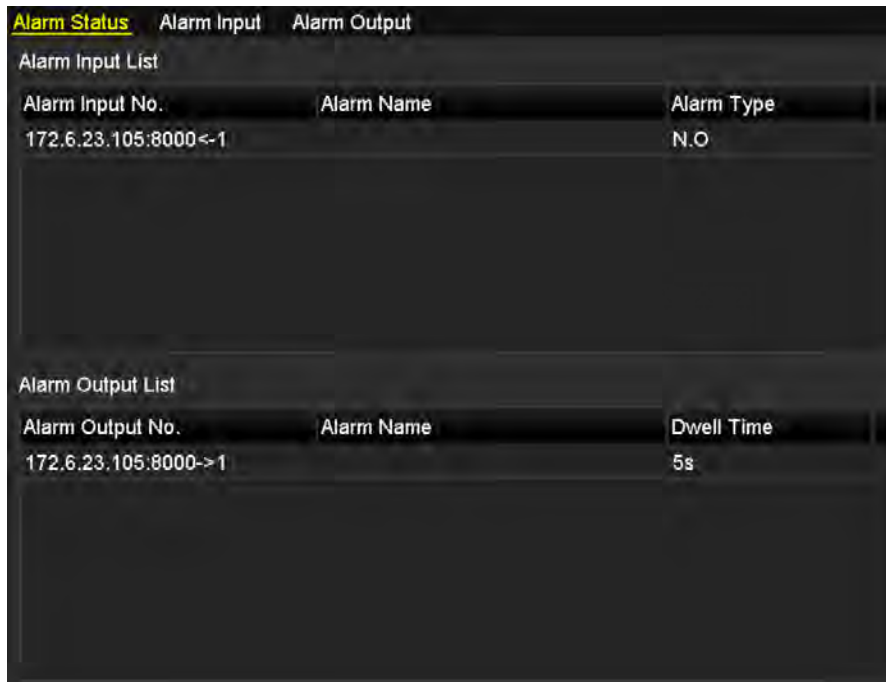 Alarm Status Alarm Input Alarm Output
Alarm Input List
Alarm Input No. Alarm Name Alarm Type
172.6.23.105:8000<-1 N.O
Alarm Output List
Alarm Output No. Alarm Name Dwell Time
172.6.23.105:8000->1 5s